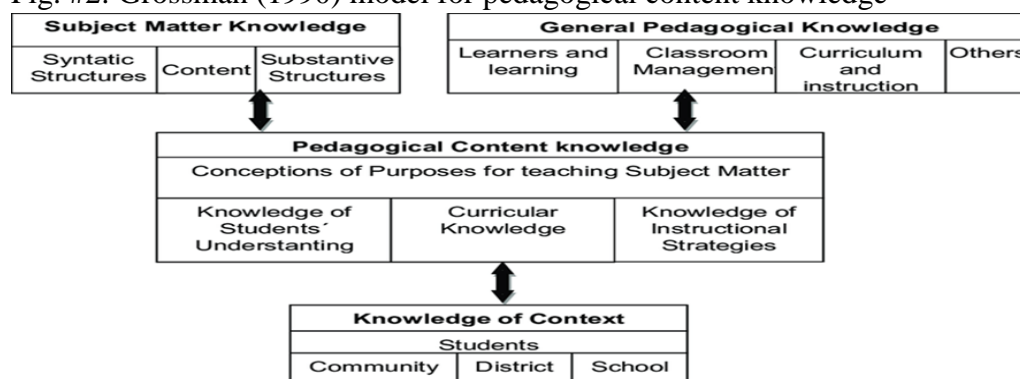 Fig. #2. Grossman (1990) model for pedagogical content knowledge
Subject Matter Knowledge
Syntatic
Structures
Content
Substantive
Structures
General Pedagogical Knowledge
Learners and
learning
Classroom
Managemen
Curriculum
and
instruction
Others
Pedagogical Content knowledge
Conceptions of Purposes for teaching Subject Matter
Knowledge of
Students´
Understanting
Curricular
Knowledge
Knowledge of
Instructional
Strategies
Knowledge of Context
Students
Community
District
School